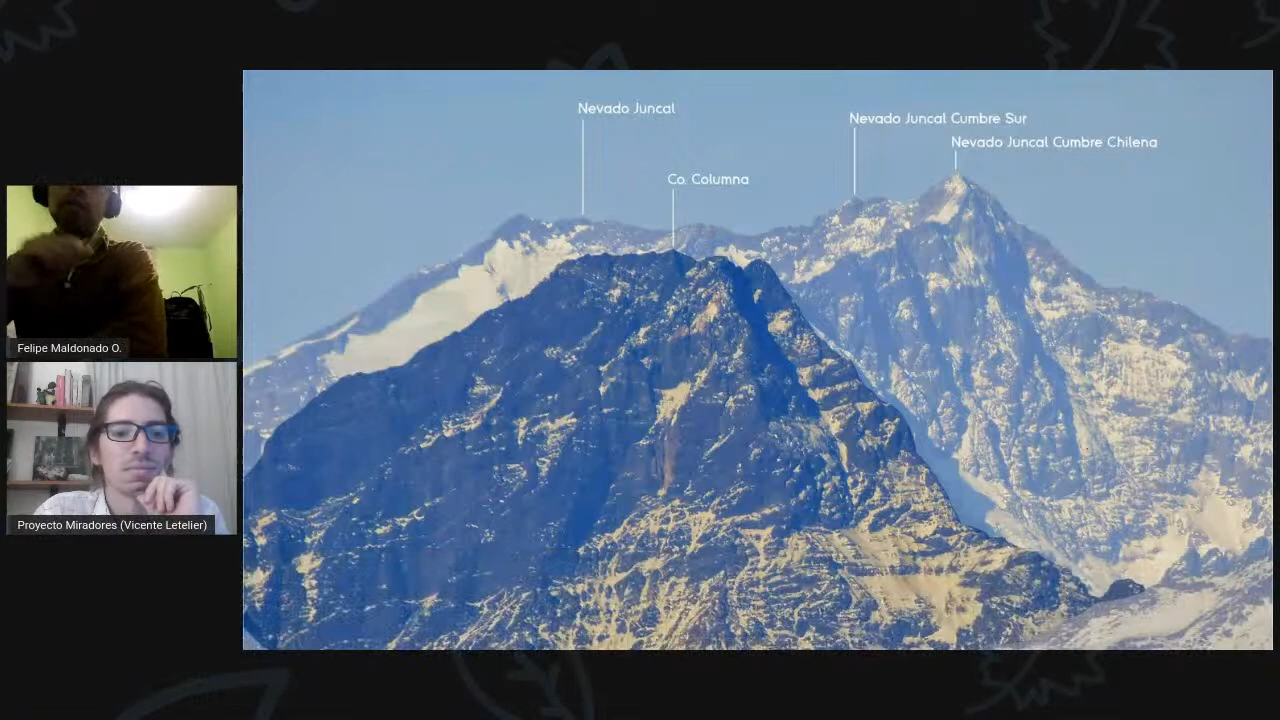 Nevado Juncal
Nevado Juncal Cumbre Sur
Nevado Juncal Cumbre Chilena
Co. Columna
Felipe Maldonado O.
Proyecto Miradores (Vicente Letelier)